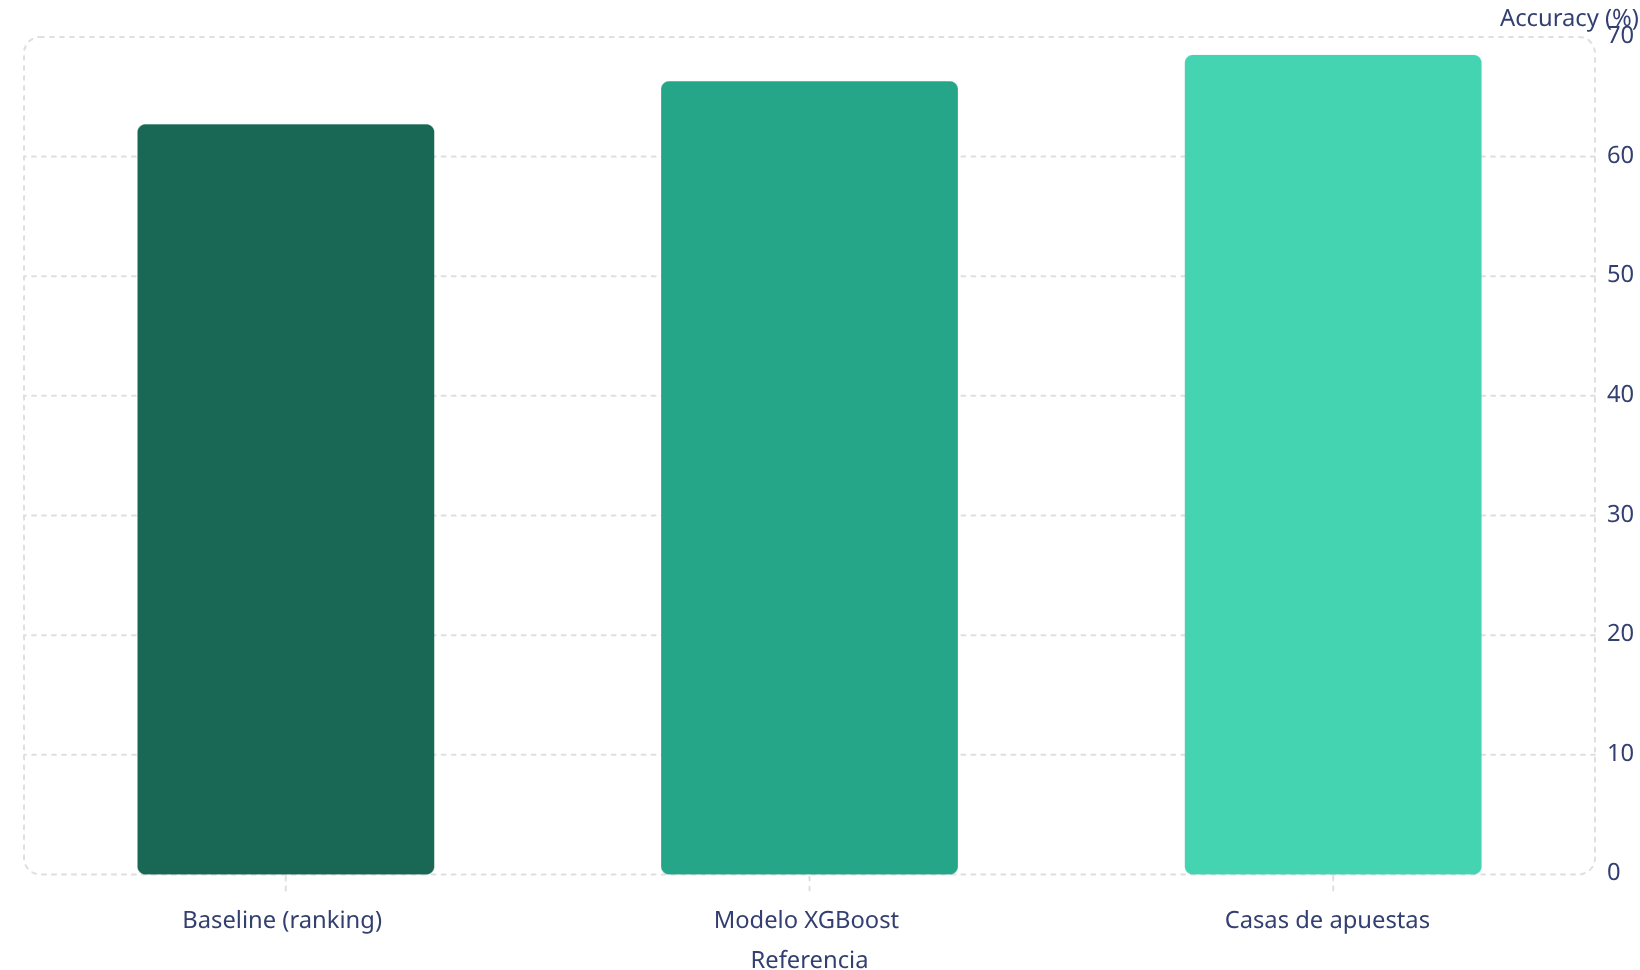 Accuracy (%)
70
60
50
40
30
20
10
0
Baseline (ranking)
Modelo XGBoost
Casas de apuestas
Referencia